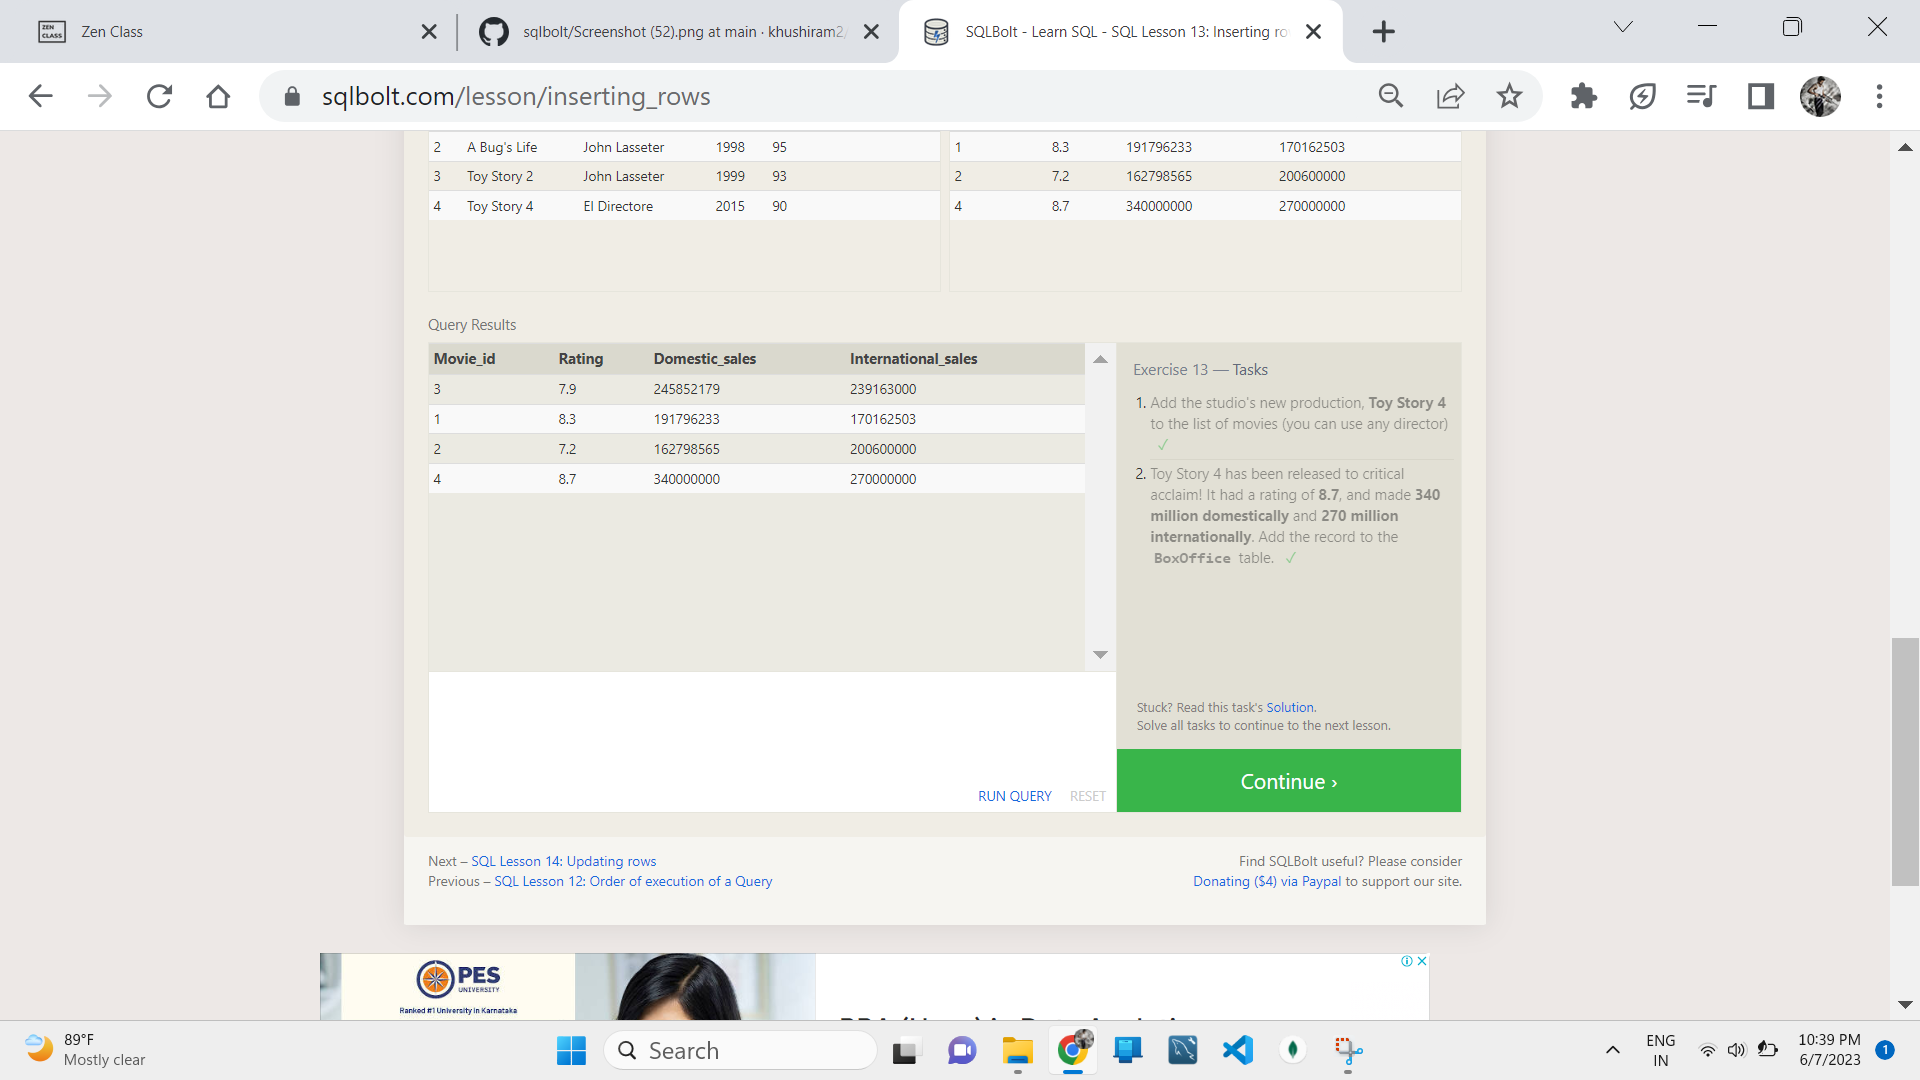 ZEN CLASS Zen Class
sqlbolt/Screenshot (52).png at main · khushiram2/
SQLBolt - Learn SQL - SQL Lesson 13: Inserting ro
sqlbolt.com/lesson/inserting_rows
2 A Bug's Life John Lasseter 1998 95
3 Toy Story 2 John Lasseter 1999 93
4 Toy Story 4 El Directore 2015 90
1 8.3 191796233 170162503
2 7.2 162798565 200600000
4 8.7 340000000 270000000
Query Results
Movie_id Rating Domestic_sales International_sales
3 7.9 245852179 239163000
1 8.3 191796233 170162503
2 7.2 162798565 200600000
4 8.7 340000000 270000000
Exercise 13 — Tasks
1. Add the studio's new production, Toy Story 4
to the list of movies (you can use any director)
✓
2. Toy Story 4 has been released to critical
acclaim! It had a rating of 8.7, and made 340
million domestically and 270 million
internationally. Add the record to the
BoxOffice table. ✓
Stuck? Read this task's Solution.
Solve all tasks to continue to the next lesson.
RUN QUERY RESET
Continue ›
Next – SQL Lesson 14: Updating rows
Previous – SQL Lesson 12: Order of execution of a Query
Find SQLBolt useful? Please consider
Donating ($4) via Paypal to support our site.
PES
UNIVERSITY
Ranked #1 University in Karnataka
89°F
Mostly clear
Search
ENG
IN
10:39 PM
6/7/2023
1